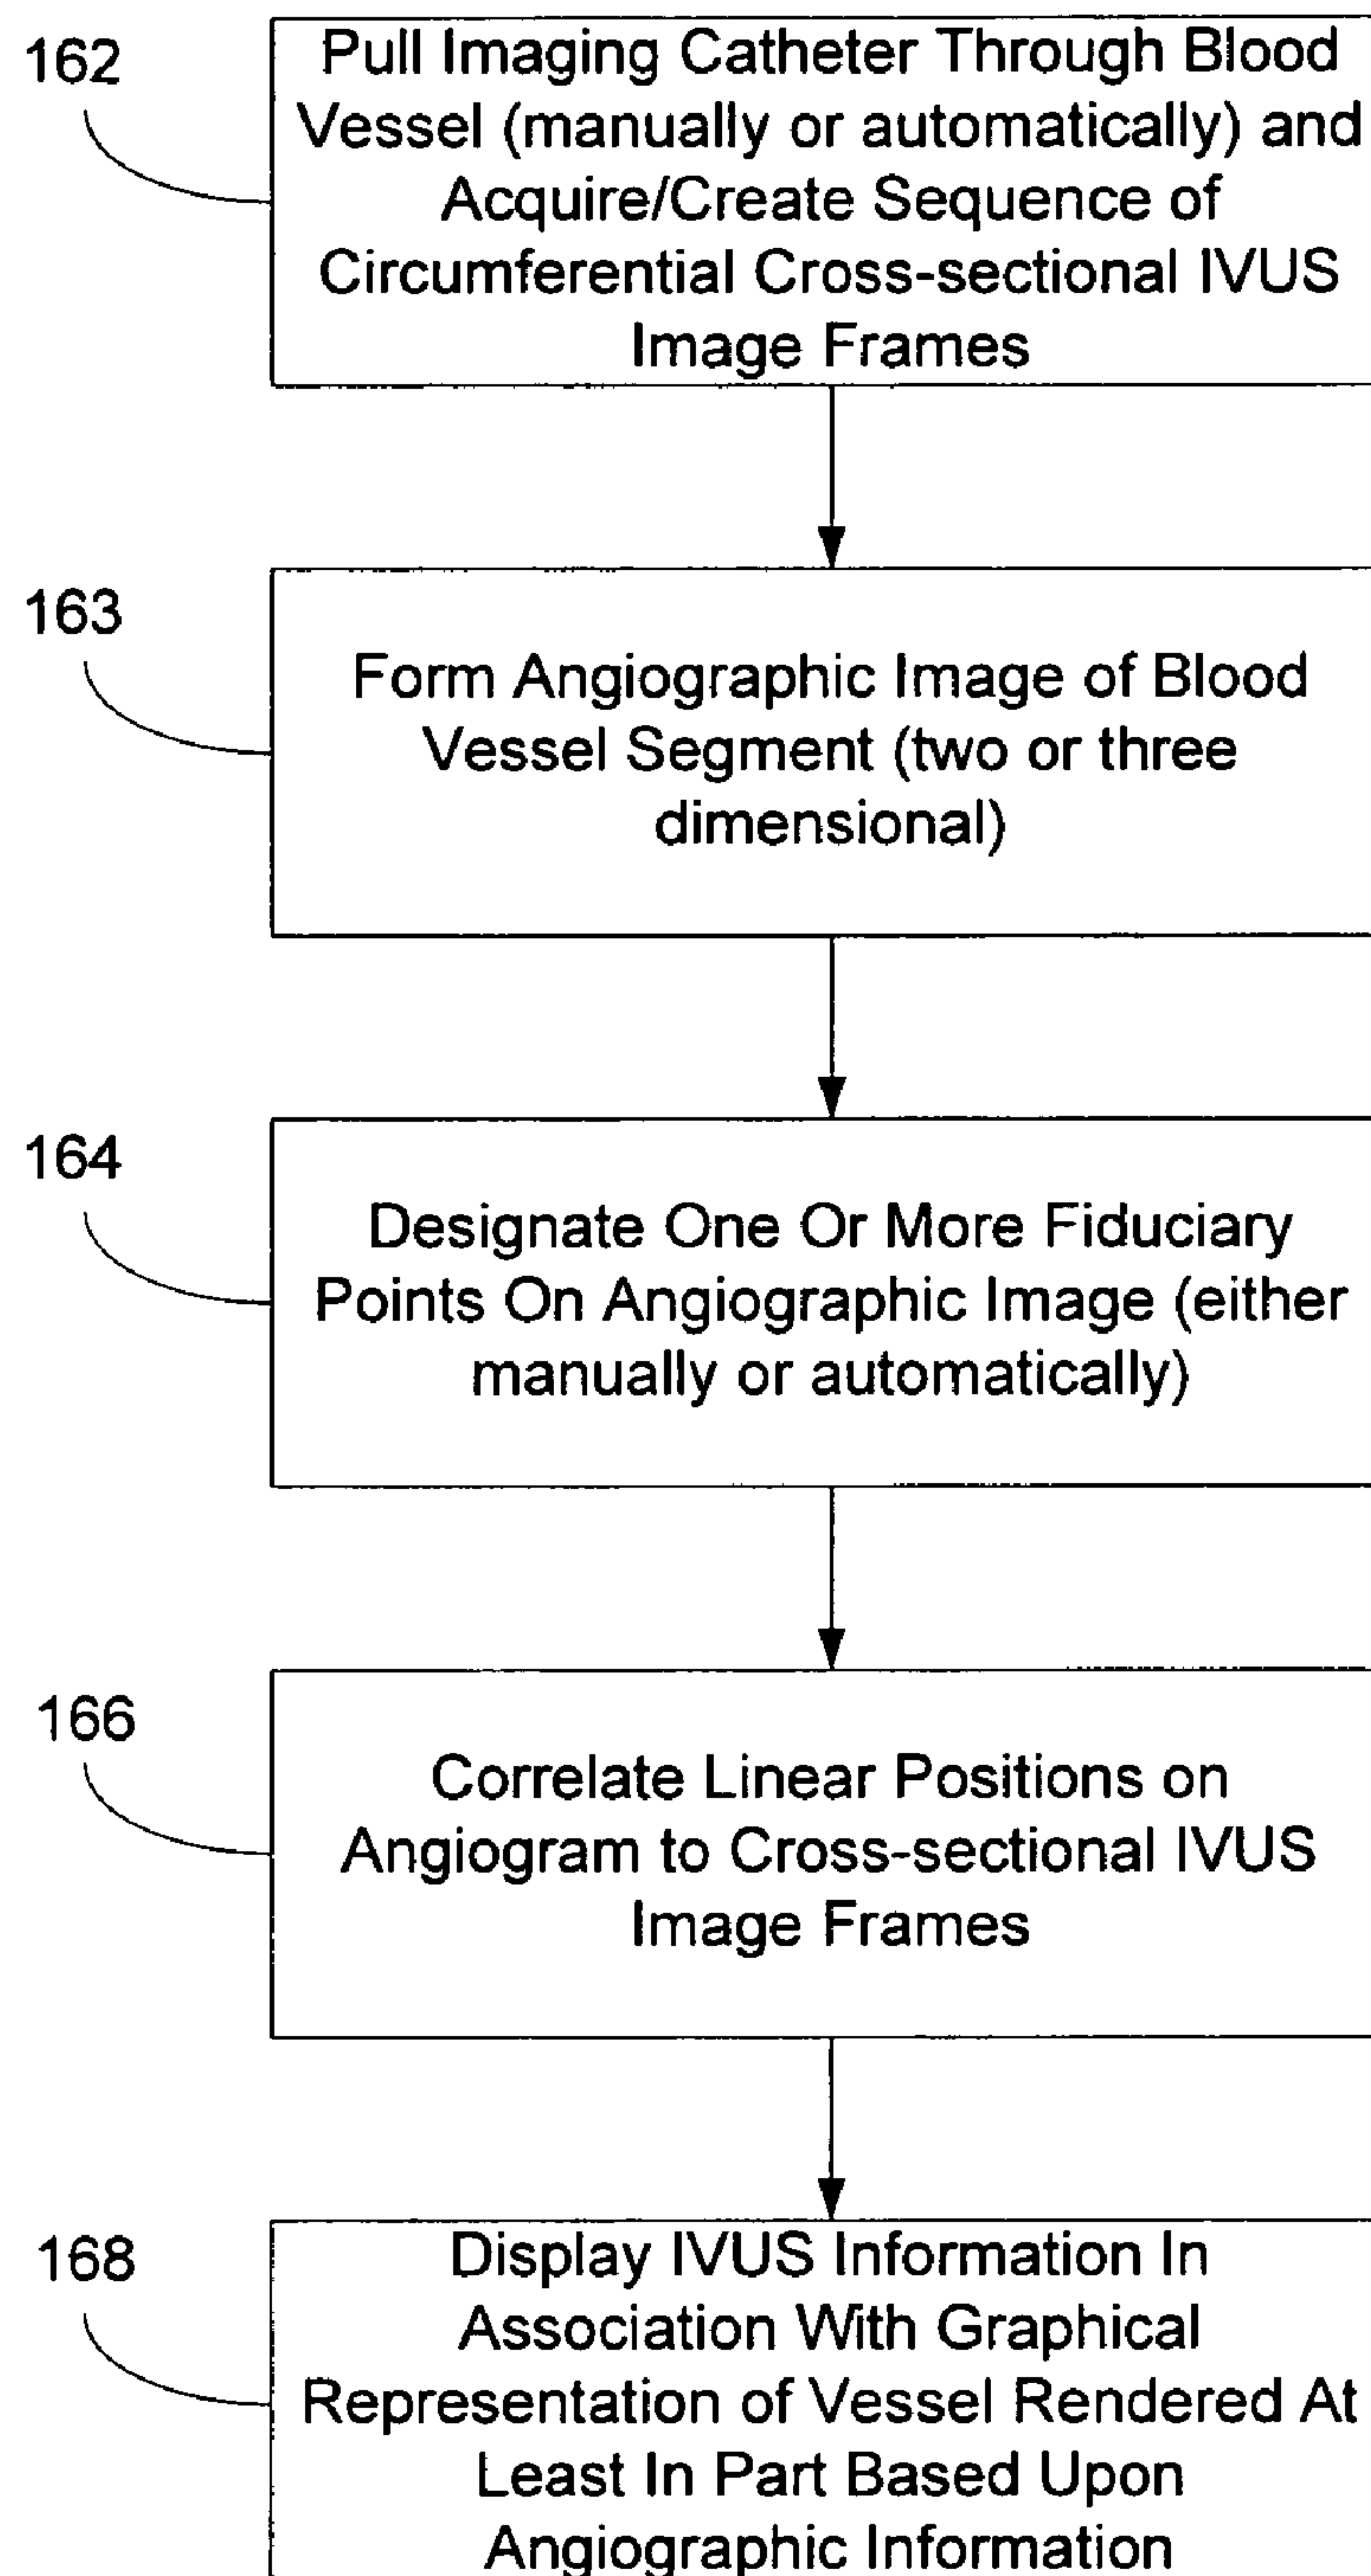 162
Pull Imaging Catheter Through Blood
Vessel (manually or automatically) and
Acquire/Create Sequence of
Circumferential Cross-sectional IVUS
Image Frames
163
Form Angiographic Image of Blood
Vessel Segment (two or three
dimensional)
164
Designate One Or More Fiduciary
Points On Angiographic Image (either
manually or automatically)
166
Correlate Linear Positions on
Angiogram to Cross-sectional IVUS
Image Frames
168
Display IVUS Information In
Association With Graphical
Representation of Vessel Rendered At
Least In Part Based Upon
Angiographic Information